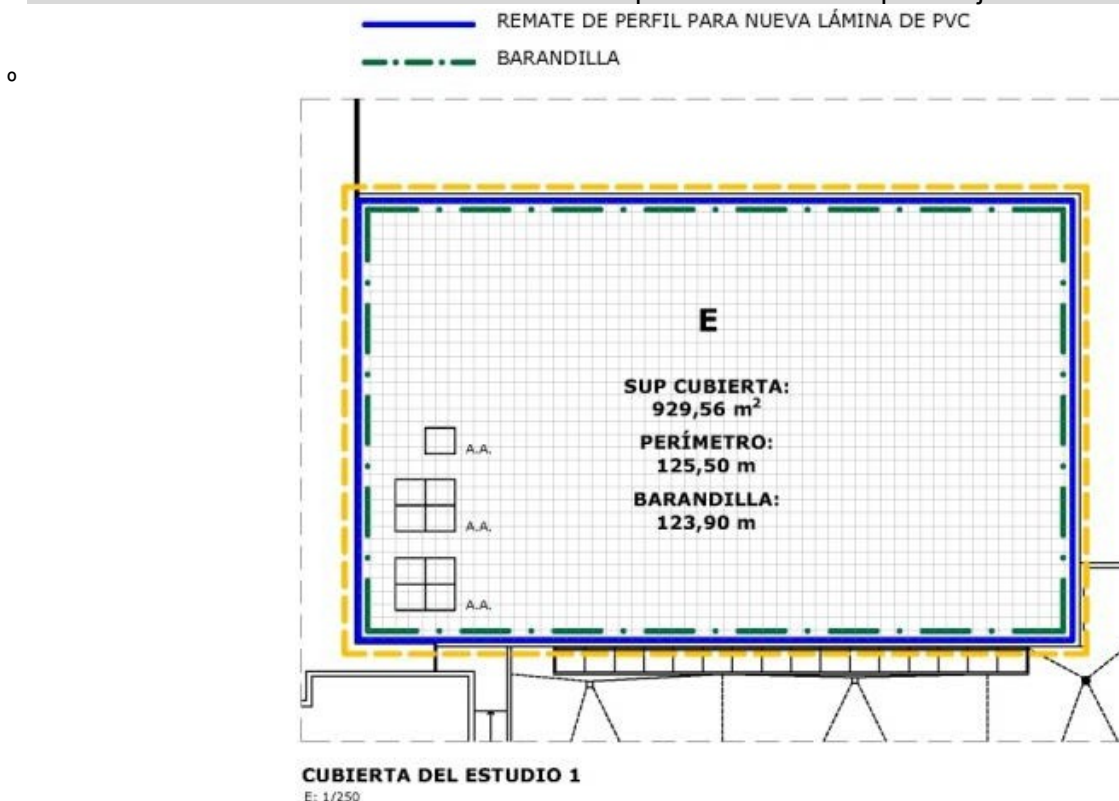 REMATE DE PERFIL PARA NUEVA LÁMINA DE PVC
BARANDILLA
o
E
SUP CUBIERTA:
929,56 m²
PERÍMETRO:
125,50 m
BARANDILLA:
123,90 m
A.A.
A.A.
A.A.
CUBIERTA DEL ESTUDIO 1
E: 1/250